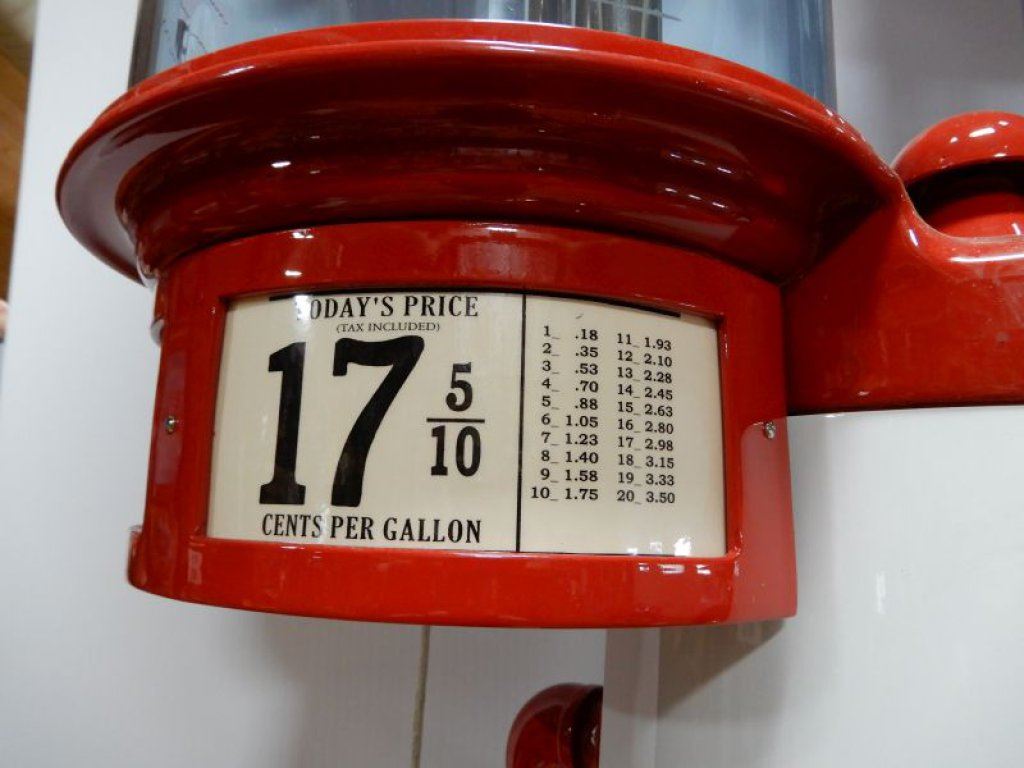 TODAY'S PRICE
(TAX INCLUDED)
17 5/10
CENTS PER GALLON
1_ .18 11_ 1.93
2_ .35 12_ 2.10
3_ .53 13_ 2.28
4_ .70 14_ 2.45
5_ .88 15_ 2.63
6_ 1.05 16_ 2.80
7_ 1.23 17_ 2.98
8_ 1.40 18_ 3.15
9_ 1.58 19_ 3.33
10_ 1.75 20_ 3.50